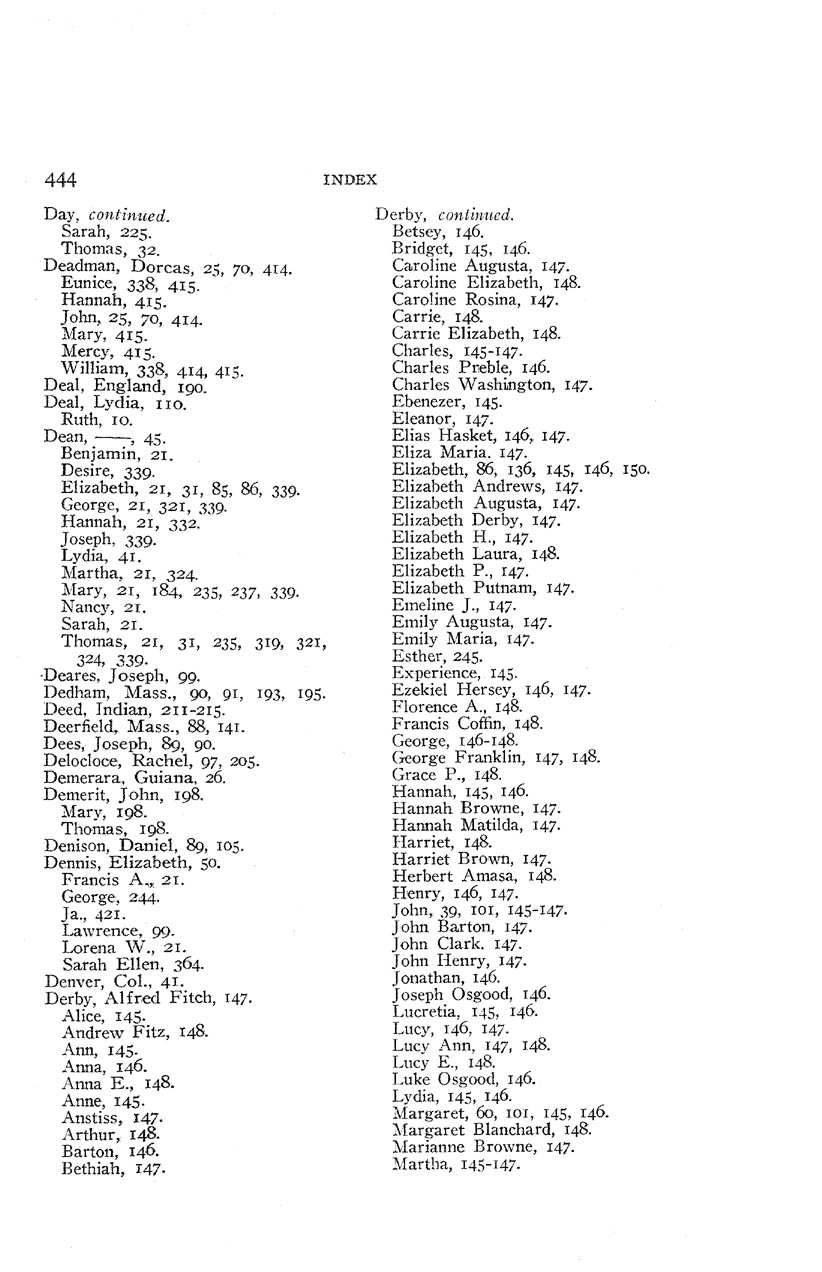 444
INDEX
Day, continued.
Sarah, 225.
Thomas, 32.
Deadman, Dorcas, 25, 70, 414.
Eunice, 338, 415.
Hannah, 415.
John, 25, 70, 414.
Mary, 415.
Mercy, 415.
William, 338, 414, 415.
Deal, England, 190.
Deal, Lydia, 110.
Ruth, 10.
Dean, ——, 45.
Benjamin, 21.
Desire, 339.
Elizabeth, 21, 31, 85, 86, 339.
George, 21, 321, 339.
Hannah, 21, 332.
Joseph, 339.
Lydia, 41.
Martha, 21, 324.
Mary, 21, 184, 235, 237, 339.
Nancy, 21.
Sarah, 21.
Thomas, 21, 31, 235, 319, 321,
324, 339.
Deares, Joseph, 99.
Dedham, Mass., 90, 91, 193, 195.
Deed, Indian, 211-215.
Deerfield, Mass., 88, 141.
Dees, Joseph, 89, 90.
Delocloce, Rachel, 97, 205.
Demerara, Guiana, 26.
Demerit, John, 198.
Mary, 198.
Thomas, 198.
Denison, Daniel, 89, 105.
Dennis, Elizabeth, 50.
Francis A., 21.
George, 244.
Ja., 421.
Lawrence, 99.
Lorena W., 21.
Sarah Ellen, 364.
Denver, Col., 41.
Derby, Alfred Fitch, 147.
Alice, 145.
Andrew Fitz, 148.
Ann, 145.
Anna, 146.
Anna E., 148.
Anne, 145.
Anstiss, 147.
Arthur, 148.
Barton, 146.
Bethiah, 147.
Derby, continued.
Betsey, 146.
Bridget, 145, 146.
Caroline Augusta, 147.
Caroline Elizabeth, 148.
Caroline Rosina, 147.
Carrie, 148.
Carrie Elizabeth, 148.
Charles, 145-147.
Charles Preble, 146.
Charles Washington, 147.
Ebenezer, 145.
Eleanor, 147.
Elias Hasket, 146, 147.
Eliza Maria. 147.
Elizabeth, 86, 136, 145, 146, 150.
Elizabeth Andrews, 147.
Elizabeth Augusta, 147.
Elizabeth Derby, 147.
Elizabeth H., 147.
Elizabeth Laura, 148.
Elizabeth P., 147.
Elizabeth Putnam, 147.
Emeline J., 147.
Emily Augusta, 147.
Emily Maria, 147.
Esther, 245.
Experience, 145.
Ezekiel Hersey, 146, 147.
Florence A., 148.
Francis Coffin, 148.
George, 146-148.
George Franklin, 147, 148.
Grace P., 148.
Hannah, 145, 146.
Hannah Browne, 147.
Hannah Matilda, 147.
Harriet, 148.
Harriet Brown, 147.
Herbert Amasa, 148.
Henry, 146, 147.
John, 39, 101, 145-147.
John Barton, 147.
John Clark. 147.
John Henry, 147.
Jonathan, 146.
Joseph Osgood, 146.
Lucretia, 145, 146.
Lucy, 146, 147.
Lucy Ann, 147, 148.
Lucy E., 148.
Luke Osgood, 146.
Lydia, 145, 146.
Margaret, 60, 101, 145, 146.
Margaret Blanchard, 148.
Marianne Browne, 147.
Martha, 145-147.